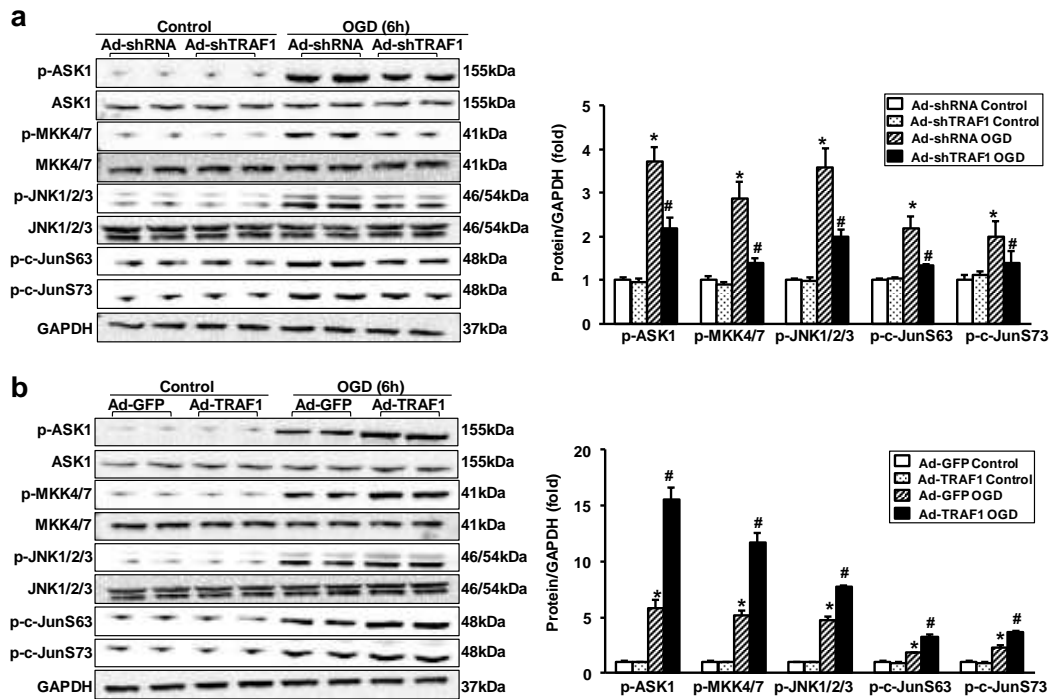 a
Control OGD (6h)
Ad-shRNA Ad-shTRAF1 Ad-shRNA Ad-shTRAF1
p-ASK1 155kDa
ASK1 155kDa
p-MKK4/7 41kDa
MKK4/7 41kDa
p-JNK1/2/3 46/54kDa
JNK1/2/3 46/54kDa
p-c-JunS63 48kDa
p-c-JunS73 48kDa
GAPDH 37kDa
Protein/GAPDH (fold)
5
4
3
2
1
0
Ad-shRNA Control
Ad-shTRAF1 Control
Ad-shRNA OGD
Ad-shTRAF1 OGD
* # * # * # * # * #
p-ASK1 p-MKK4/7 p-JNK1/2/3 p-c-JunS63 p-c-JunS73
b
Control OGD (6h)
Ad-GFP Ad-TRAF1 Ad-GFP Ad-TRAF1
p-ASK1 155kDa
ASK1 155kDa
p-MKK4/7 41kDa
MKK4/7 41kDa
p-JNK1/2/3 46/54kDa
JNK1/2/3 46/54kDa
p-c-JunS63 48kDa
p-c-JunS73 48kDa
GAPDH 37kDa
Protein/GAPDH (fold)
20
15
10
5
0
Ad-GFP Control
Ad-TRAF1 Control
Ad-GFP OGD
Ad-TRAF1 OGD
* # * # * # * # * #
p-ASK1 p-MKK4/7 p-JNK1/2/3 p-c-JunS63 p-c-JunS73